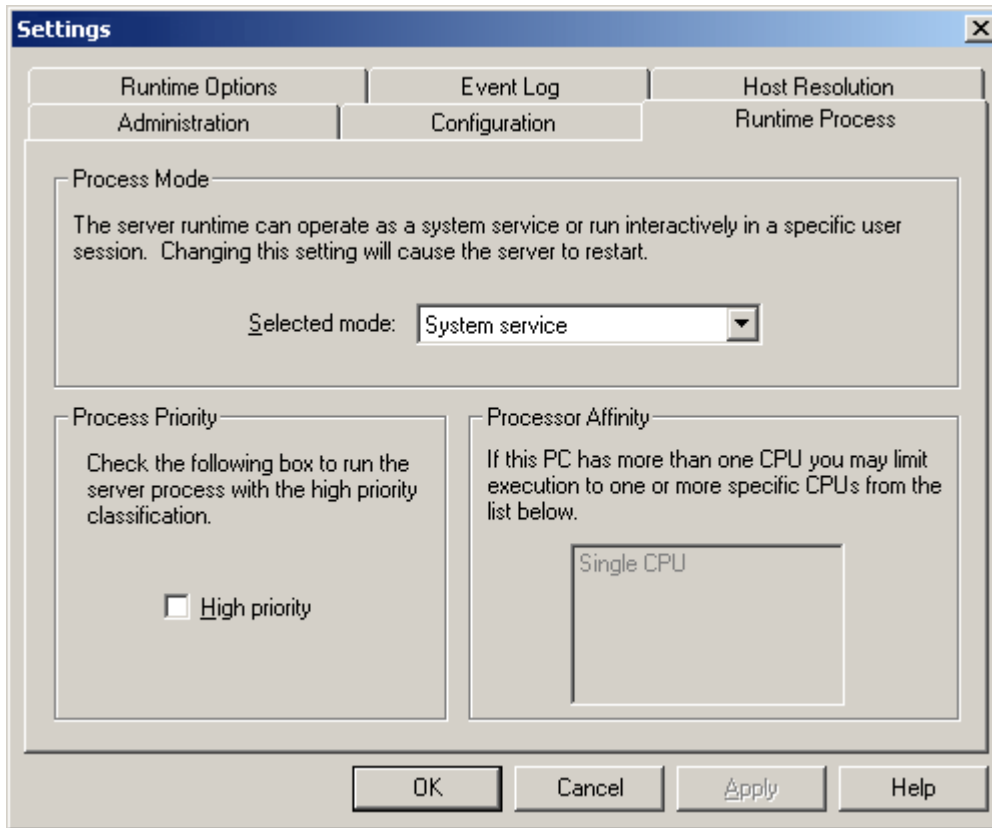 Settings
Runtime Options
Event Log
Host Resolution
Administration
Configuration
Runtime Process
Process Mode
The server runtime can operate as a system service or run interactively in a specific user
session.  Changing this setting will cause the server to restart.
Selected mode:
System service
Process Priority
Check the following box to run the
server process with the high priority
classification.
High priority
Processor Affinity
If this PC has more than one CPU you may limit
execution to one or more specific CPUs from the
list below.
Single CPU
OK
Cancel
Apply
Help